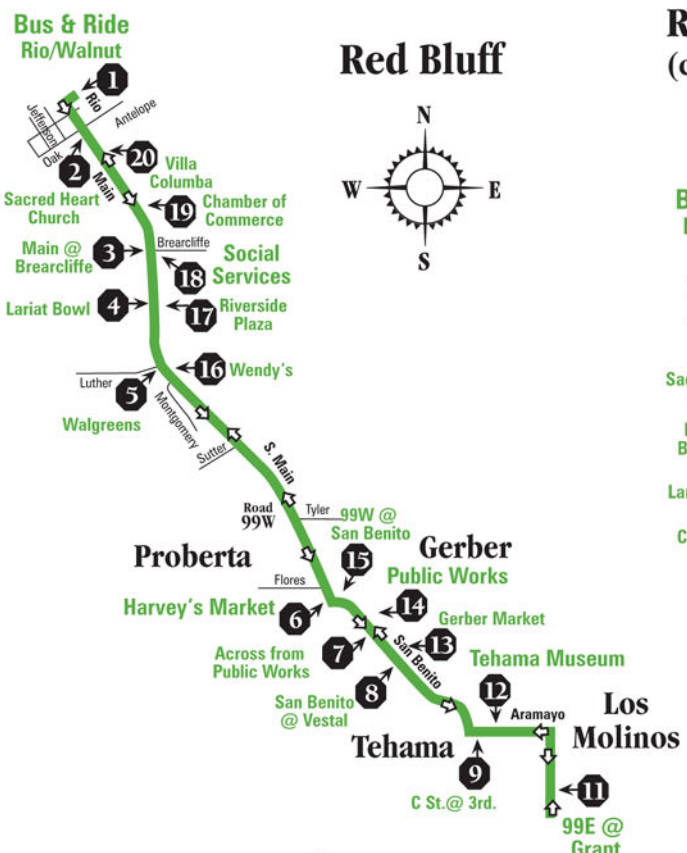 Bus & Ride
Rio/Walnut
Red Bluff
R
(c
1
Rio
Jefferson
Antelope
Oak
2
Main
20
Villa
Columba
Sacred Heart
Church
19
Chamber of
Commerce
N
W
E
S
Main @
Brearcliffe
3
Brearcliffe
Social
Services
18
Lariat Bowl
4
17
Riverside
Plaza
16
Wendy's
Luther
5
Walgreens
Montgomery
Sutter
S. Main
Road
99W
Tyler
99W @
San Benito
15
Proberta
Gerber
Public Works
Flores
Harvey's Market
6
14
Gerber Market
13
7
Across from
Public Works
San Benito
8
San Benito
@ Vestal
Tehama Museum
12
Aramayo
Los
Molinos
Tehama
9
C St.@ 3rd.
11
99E @
Grant
B
Sac
B
Lar
C